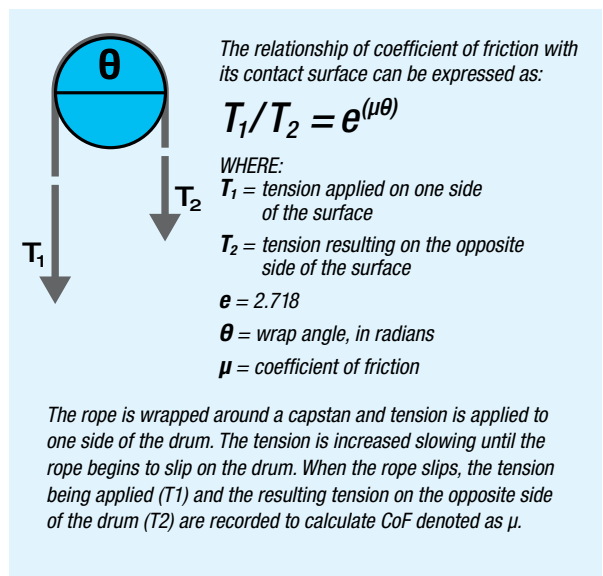 θ
T₁
T₂
The relationship of coefficient of friction with
its contact surface can be expressed as:
T₁/T₂ = e^(μθ)
WHERE:
T₁ = tension applied on one side
of the surface
T₂ = tension resulting on the opposite
side of the surface
e = 2.718
θ = wrap angle, in radians
μ = coefficient of friction
The rope is wrapped around a capstan and tension is applied to
one side of the drum. The tension is increased slowing until the
rope begins to slip on the drum. When the rope slips, the tension
being applied (T1) and the resulting tension on the opposite side
of the drum (T2) are recorded to calculate CoF denoted as μ.